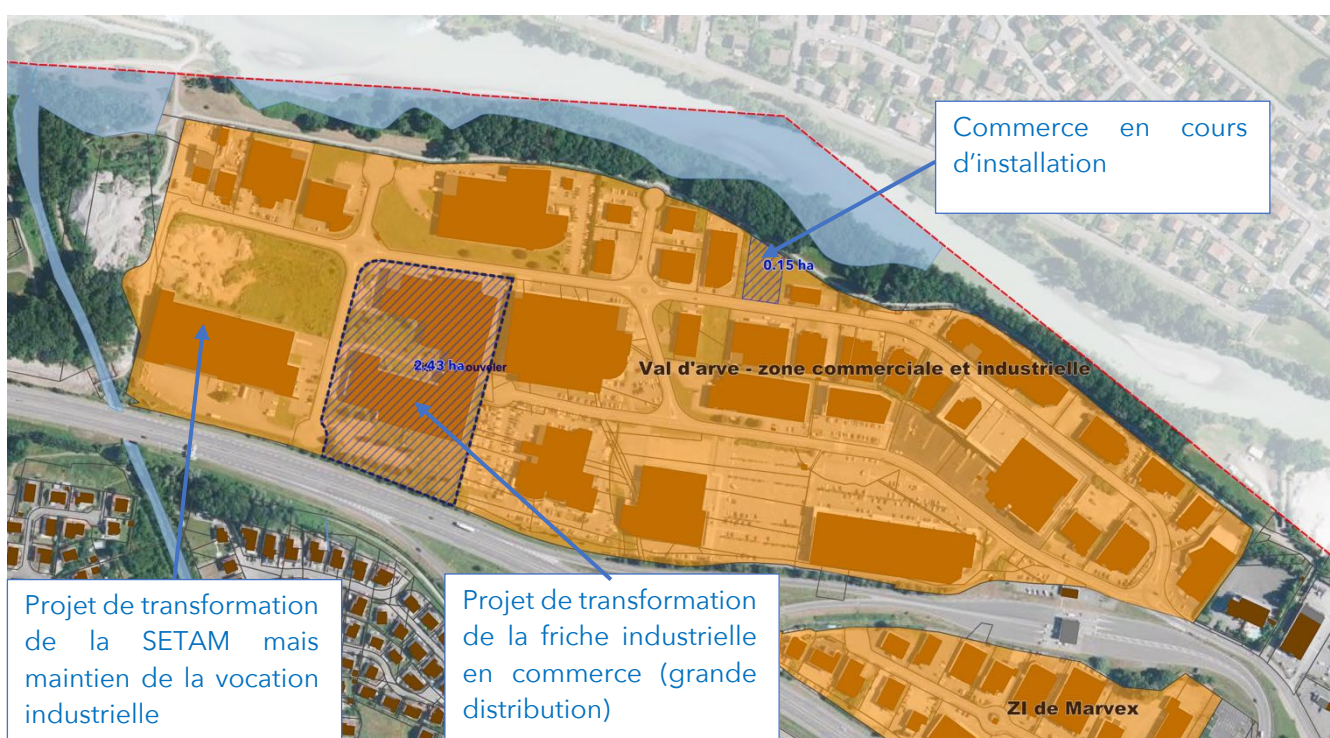 Commerce en cours
d'installation
0.15 ha
2.43 ha
ouveler
Val d'arve - zone commerciale et industrielle
Projet de transformation
de la SETAM mais
maintien de la vocation
industrielle
Projet de transformation
de la friche industrielle
en commerce (grande
distribution)
ZI de Marvex